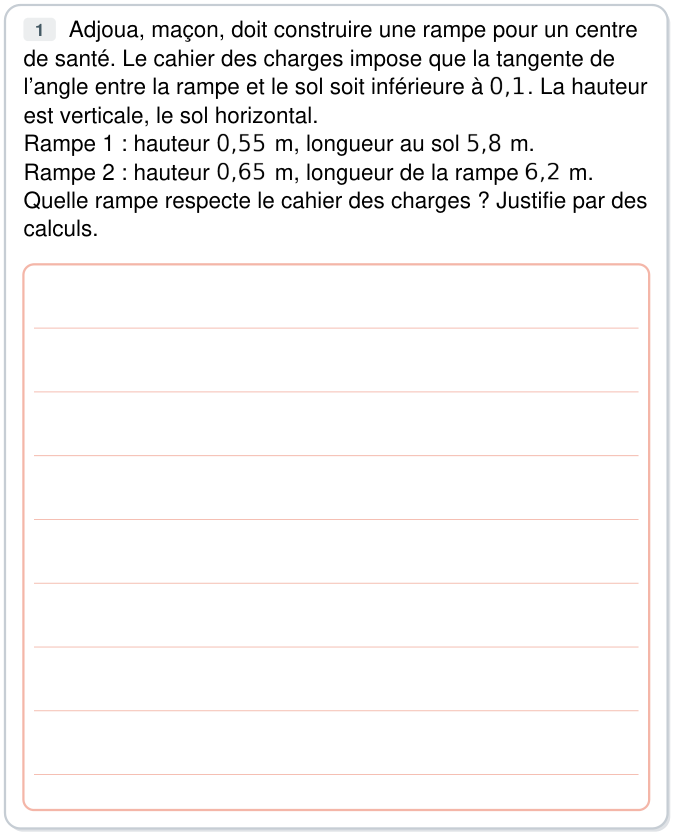 1 Adjoua, maçon, doit construire une rampe pour un centre
de santé. Le cahier des charges impose que la tangente de
l'angle entre la rampe et le sol soit inférieure à 0,1. La hauteur
est verticale, le sol horizontal.
Rampe 1 : hauteur 0,55 m, longueur au sol 5,8 m.
Rampe 2 : hauteur 0,65 m, longueur de la rampe 6,2 m.
Quelle rampe respecte le cahier des charges ? Justifie par des
calculs.